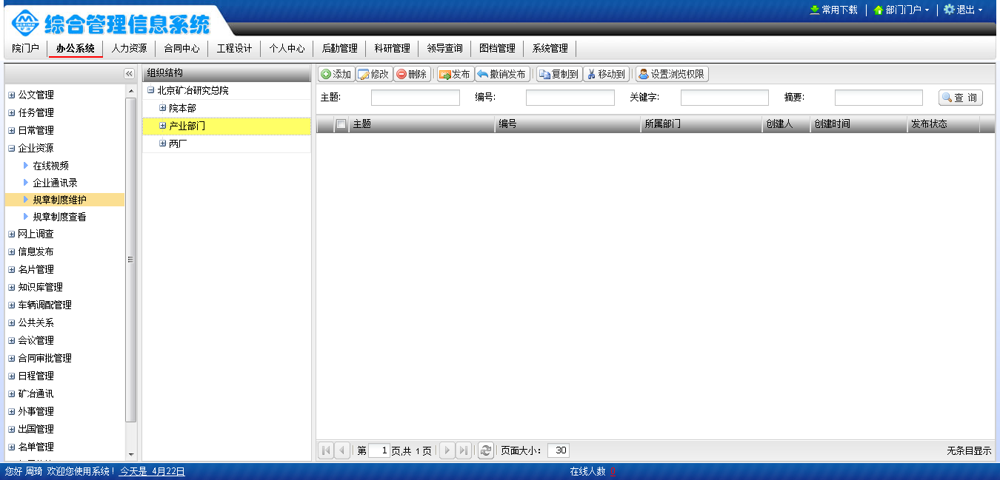 综合管理信息系统
常用下载 部门门户 退出
院门户 办公系统 人力资源 合同中心 工程设计 个人中心 后勤管理 科研管理 领导查询 图档管理 系统管理
公文管理
任务管理
日常管理
企业资源
在线视频
企业通讯录
规章制度维护
规章制度查看
网上调查
信息发布
名片管理
知识库管理
车辆调配管理
公共关系
会议管理
合同审批管理
日程管理
矿冶通讯
外事管理
出国管理
名单管理
组织结构
北京矿冶研究总院
院本部
产业部门
两厂
添加 修改 删除 发布 撤销发布 复制到 移动到 设置浏览权限
主题: 编号: 关键字: 摘要: 查 询
主题 编号 所属部门 创建人 创建时间 发布状态
第 1 页,共 1 页 页面大小: 30 无条目显示
您好 周琦 欢迎您使用系统! 今天是 4月22日 在线人数